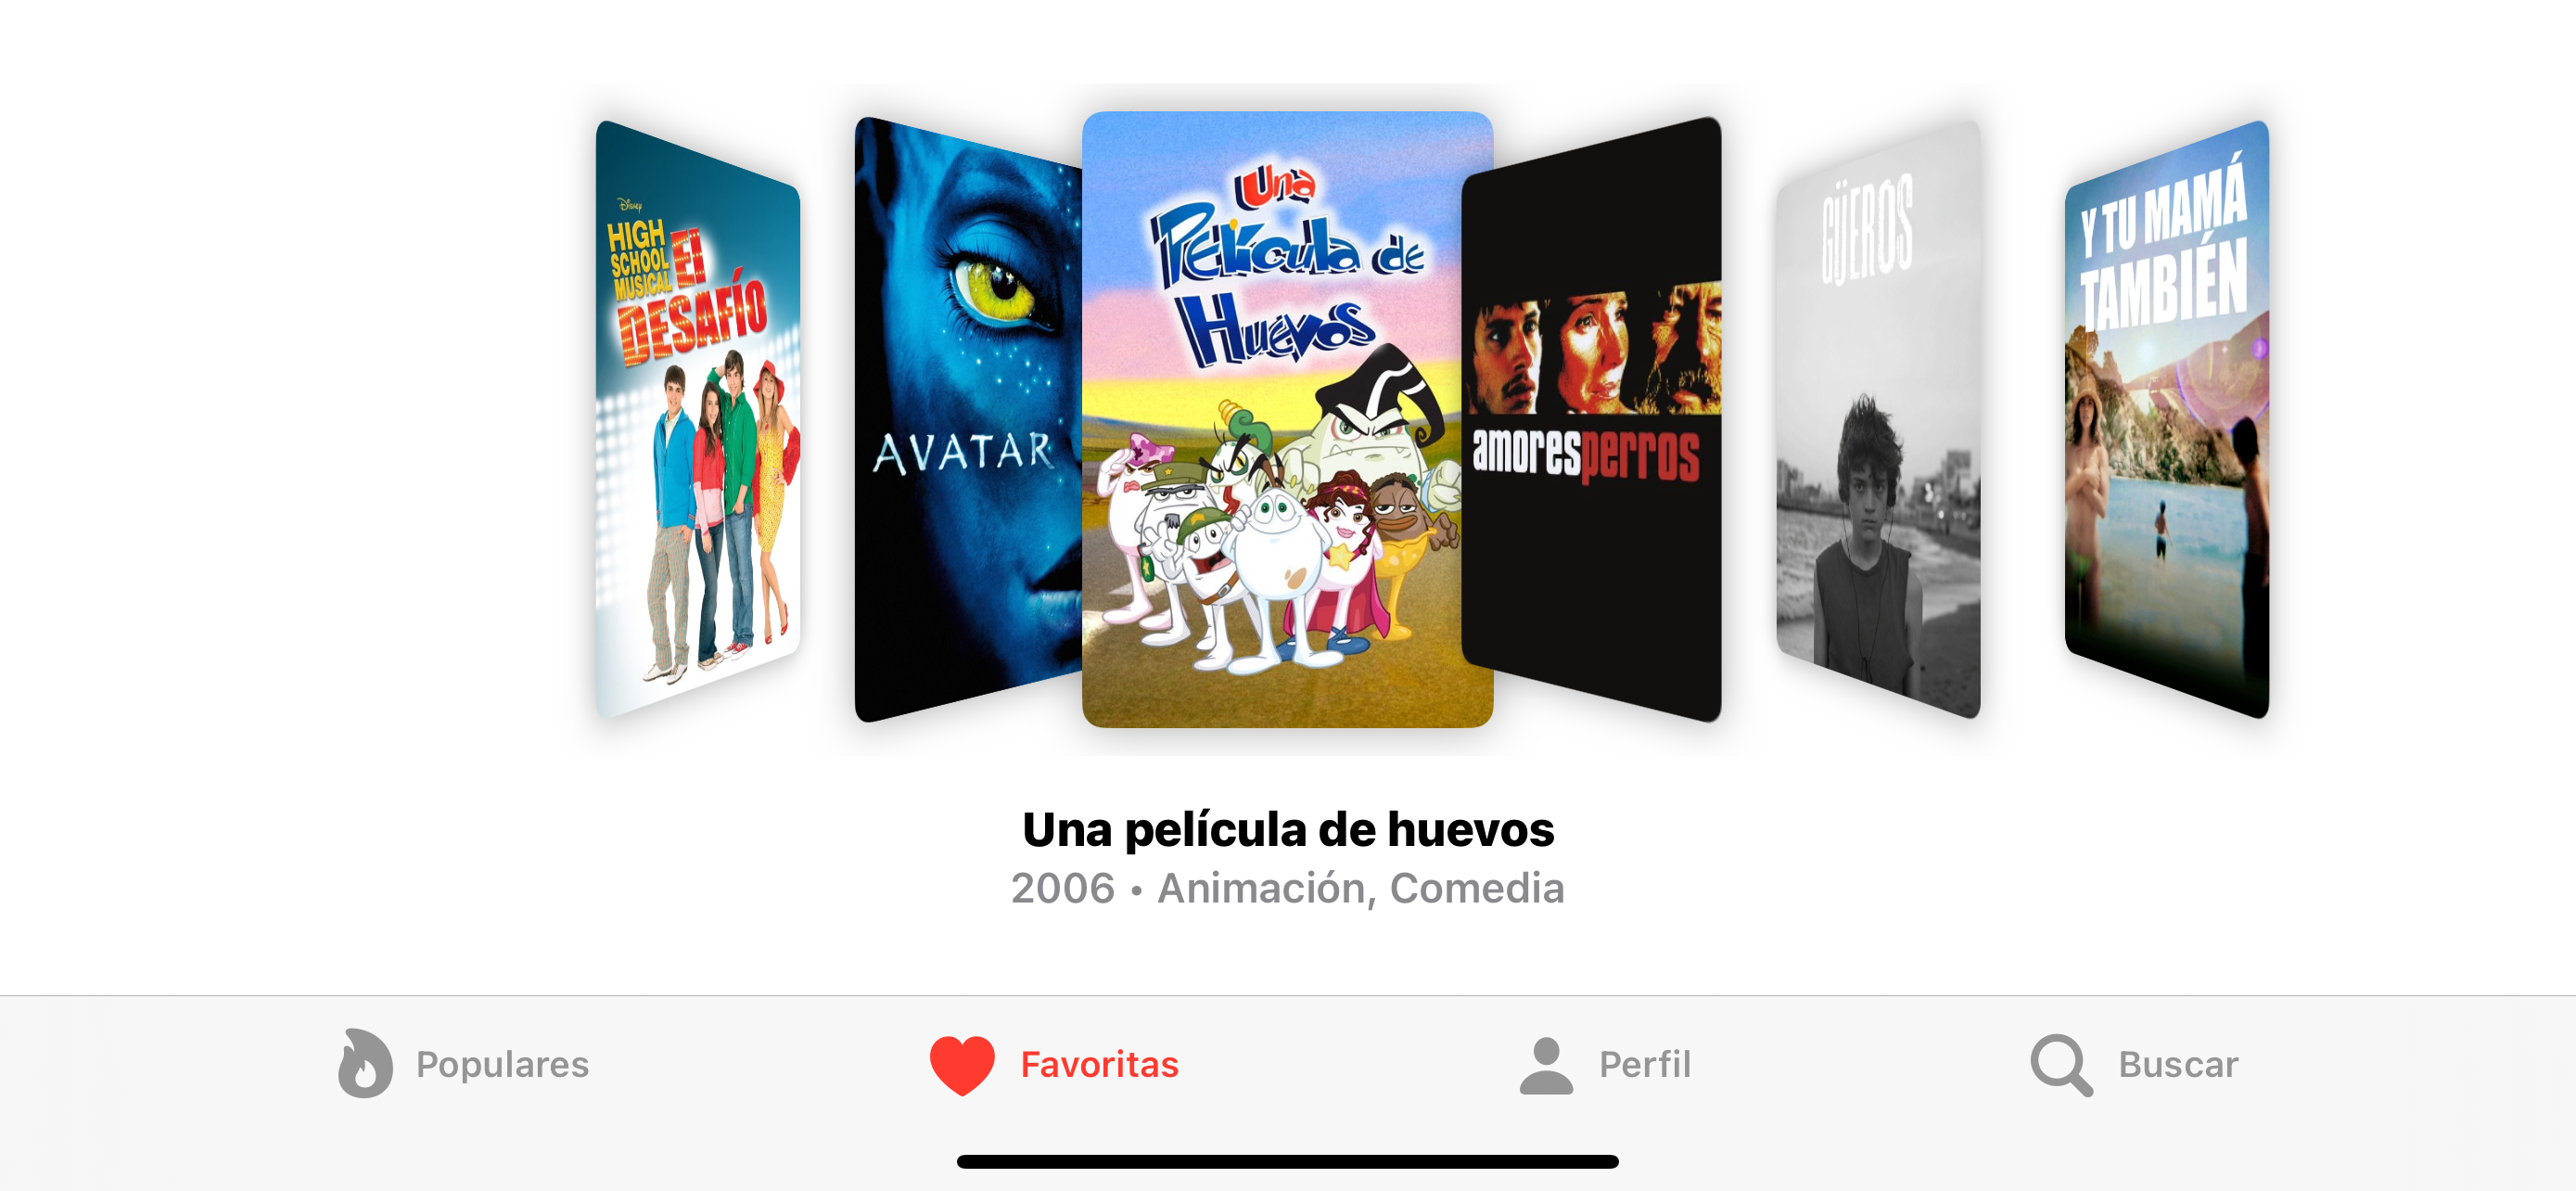 Disney
HIGH
SCHOOL
MUSICAL
El
DESAFÍO
AVATAR
Una
Película de
Huevos
amoresperros
GÜEROS
Y TU MAMÁ
TAMBIÉN
Una película de huevos
2006 • Animación, Comedia
Populares
Favoritas
Perfil
Buscar